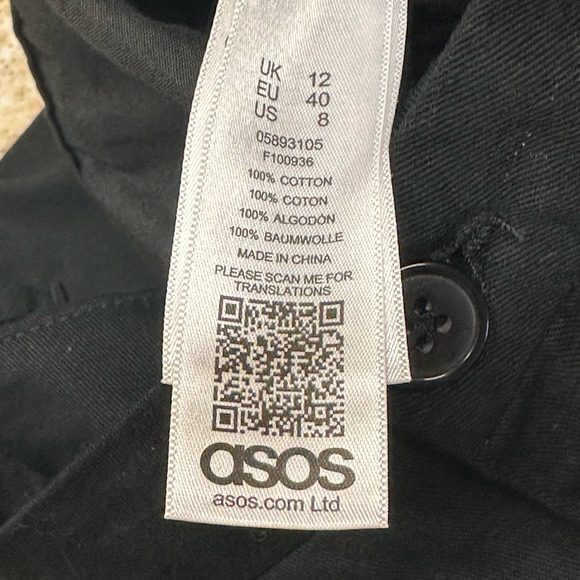 UK 12
EU 40
US 8
05893105
F100936
100% COTTON
100% COTON
100% ALGODÓN
100% BAUMWOLLE
MADE IN CHINA
PLEASE SCAN ME FOR
TRANSLATIONS
asos
asos.com Ltd